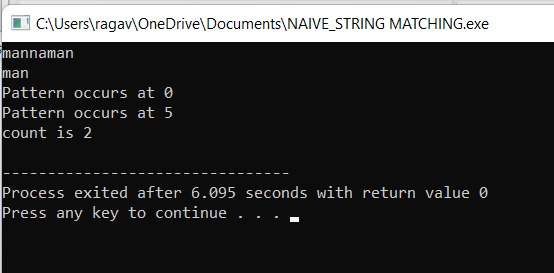 C:\Users\ragav\OneDrive\Documents\NAIVE_STRING MATCHING.exe
mannaman
man
Pattern occurs at 0
Pattern occurs at 5
count is 2
--------------------------------
Process exited after 6.095 seconds with return value 0
Press any key to continue . . .